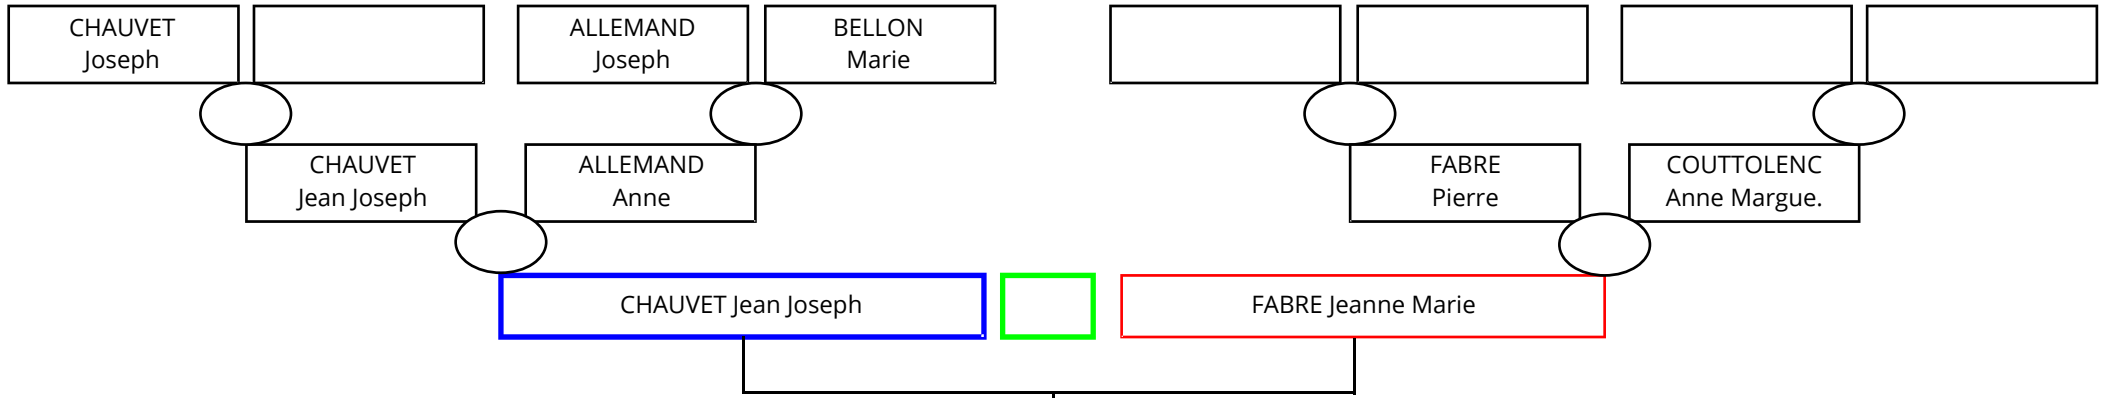 CHAUVET
Joseph
ALLEMAND
Joseph
BELLON
Marie
CHAUVET
Jean Joseph
ALLEMAND
Anne
FABRE
Pierre
COUTTOLENC
Anne Margue.
CHAUVET Jean Joseph
FABRE Jeanne Marie